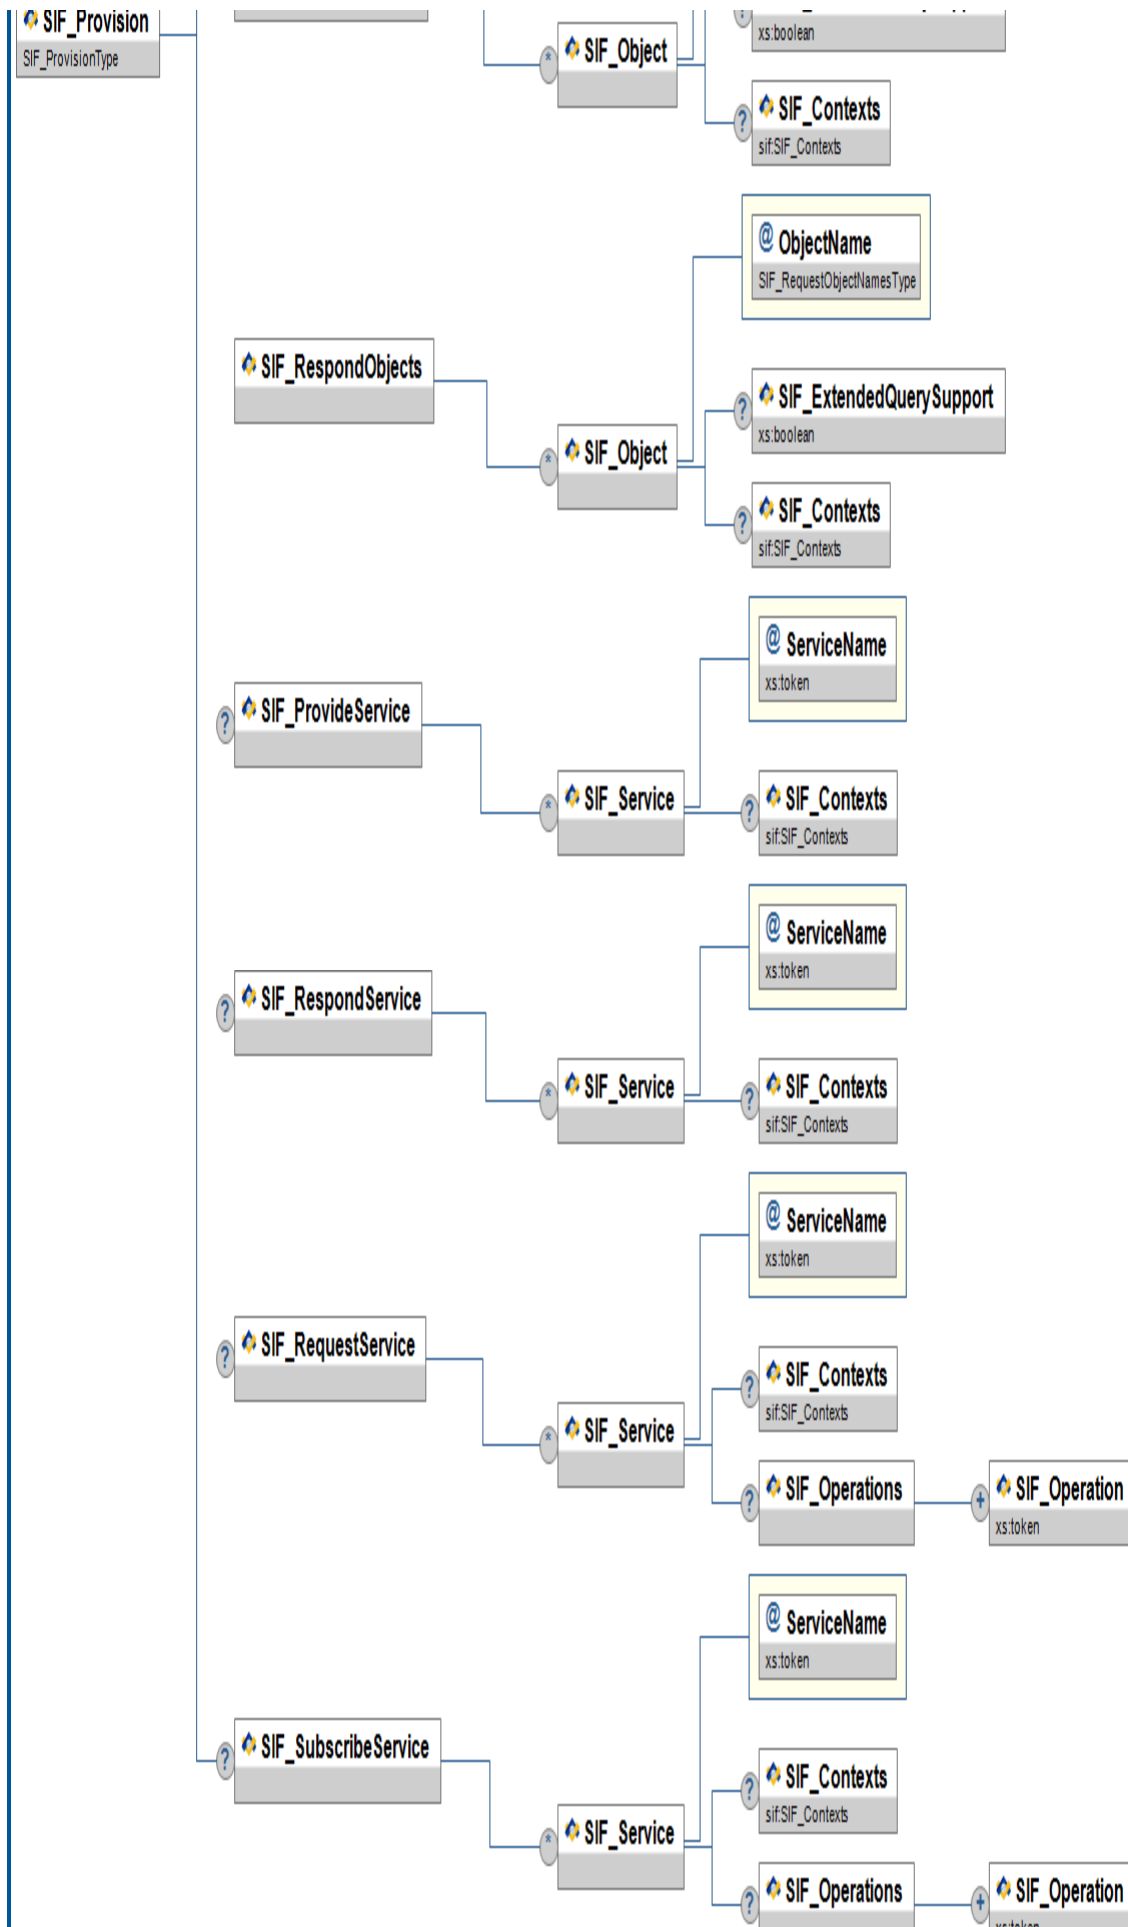 SIF_Provision
SIF_ProvisionType
xs:boolean
SIF_Object
SIF_Contexts
sif:SIF_Contexts
@ ObjectName
SIF_RequestObjectNamesType
SIF_RespondObjects
? SIF_ExtendedQuerySupport
xs:boolean
* SIF_Object
? SIF_Contexts
sif:SIF_Contexts
@ ServiceName
xs:token
? SIF_ProvideService
* SIF_Service
? SIF_Contexts
sif:SIF_Contexts
@ ServiceName
xs:token
? SIF_RespondService
* SIF_Service
? SIF_Contexts
sif:SIF_Contexts
@ ServiceName
xs:token
? SIF_RequestService
? SIF_Contexts
sif:SIF_Contexts
* SIF_Service
? SIF_Operations
+ SIF_Operation
xs:token
@ ServiceName
xs:token
? SIF_SubscribeService
? SIF_Contexts
sif:SIF_Contexts
* SIF_Service
? SIF_Operations
+ SIF_Operation
xs:token